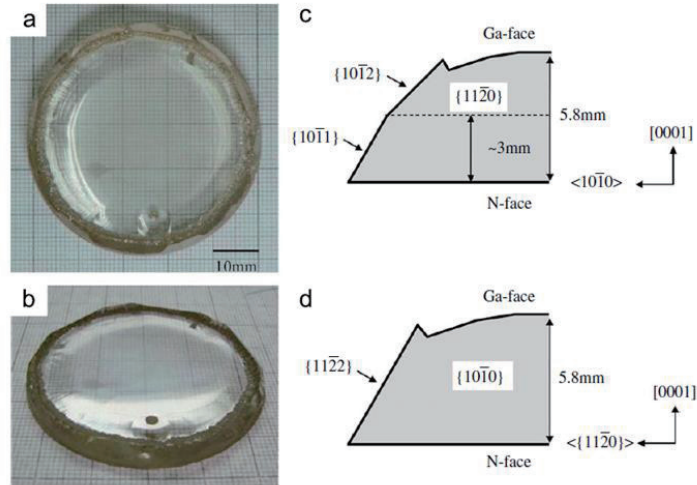 a
10mm
b
c
Ga-face
{101̅2}
{112̅0}
5.8mm
{101̅1}
~3mm
[0001]
<101̅0>
N-face
d
Ga-face
{112̅2}
{101̅0}
5.8mm
[0001]
<{112̅0}>
N-face